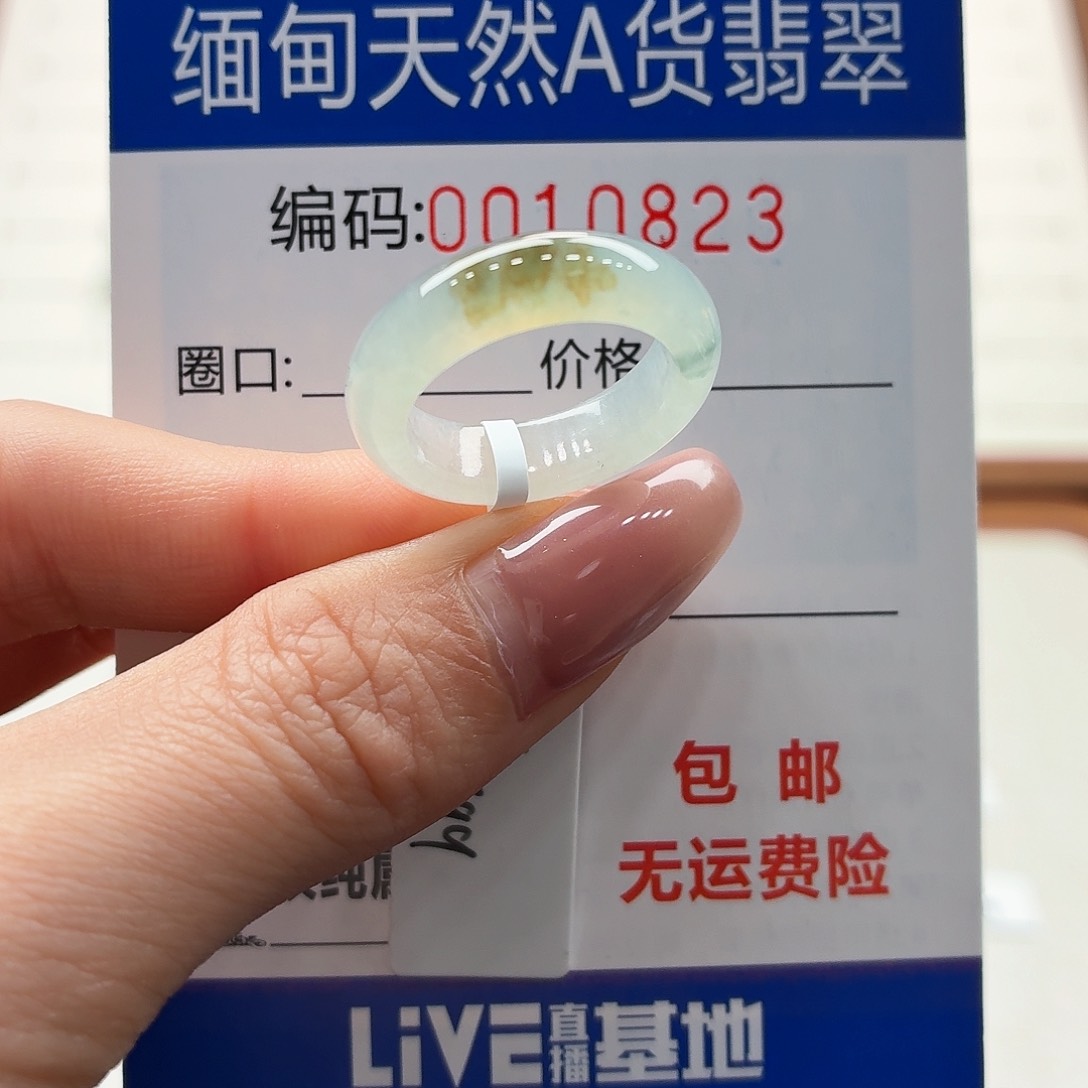 缅甸天然A货翡翠
编码:0010823
圈口: 价格
包邮
无运费险
LiVE直播基地